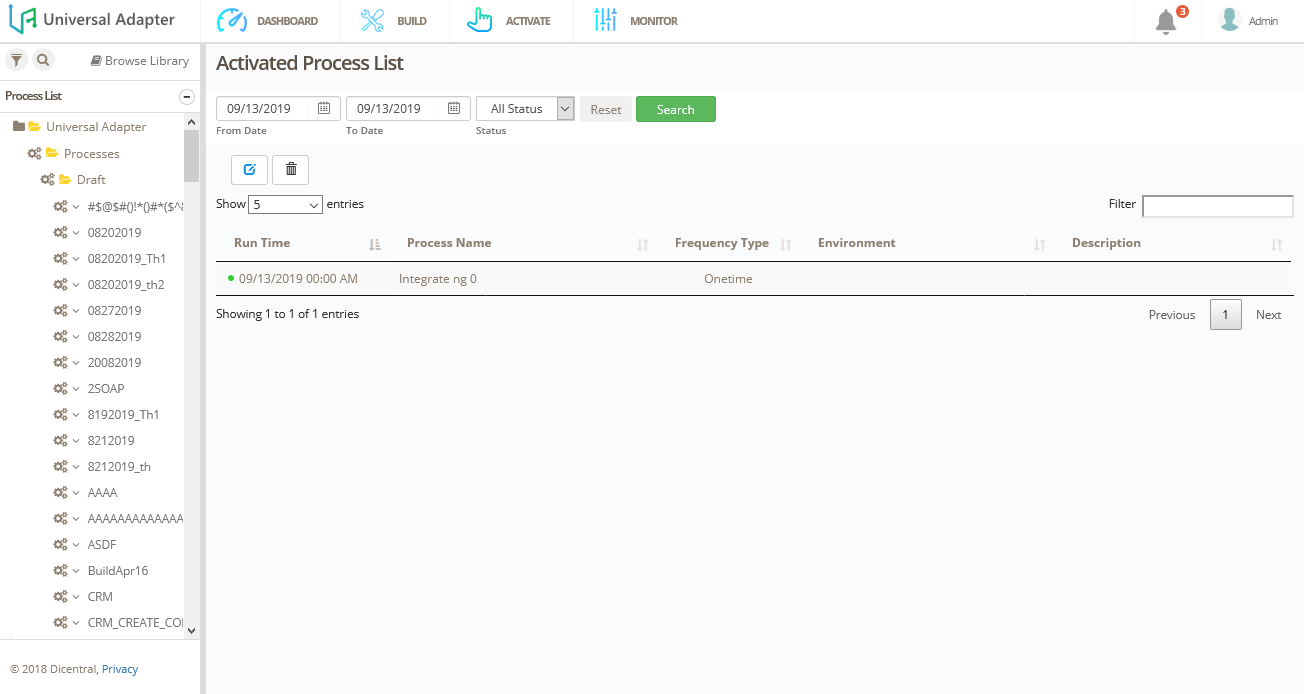 Universal Adapter
DASHBOARD
BUILD
ACTIVATE
MONITOR
3
Admin
Browse Library
Process List
Universal Adapter
Processes
Draft
#$@$#()!*()#*($^&
08202019
08202019_Th1
08202019_th2
08272019
08282019
20082019
2SOAP
8192019_Th1
8212019
8212019_th
AAAA
AAAAAAAAAAAAA
ASDF
BuildApr16
CRM
CRM_CREATE_CO
© 2018 Dicentral, Privacy
Activated Process List
09/13/2019 09/13/2019 All Status Reset Search
From Date To Date Status
Show 5 entries Filter
Run Time Process Name Frequency Type Environment Description
09/13/2019 00:00 AM Integrate ng 0 Onetime
Showing 1 to 1 of 1 entries Previous 1 Next